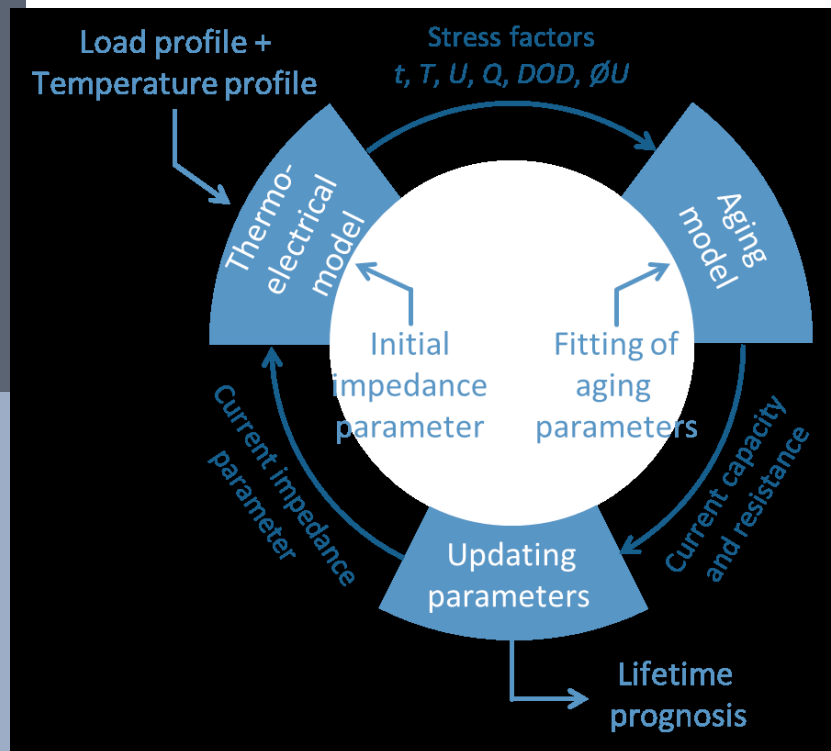 Load profile +
Temperature profile
Stress factors
t, T, U, Q, DOD, ØU
Thermo-
electrical
model
Aging
model
Initial
impedance
parameter
Fitting of
aging
parameters
Current impedance
parameter
Current capacity
and resistance
Updating
parameters
Lifetime
prognosis